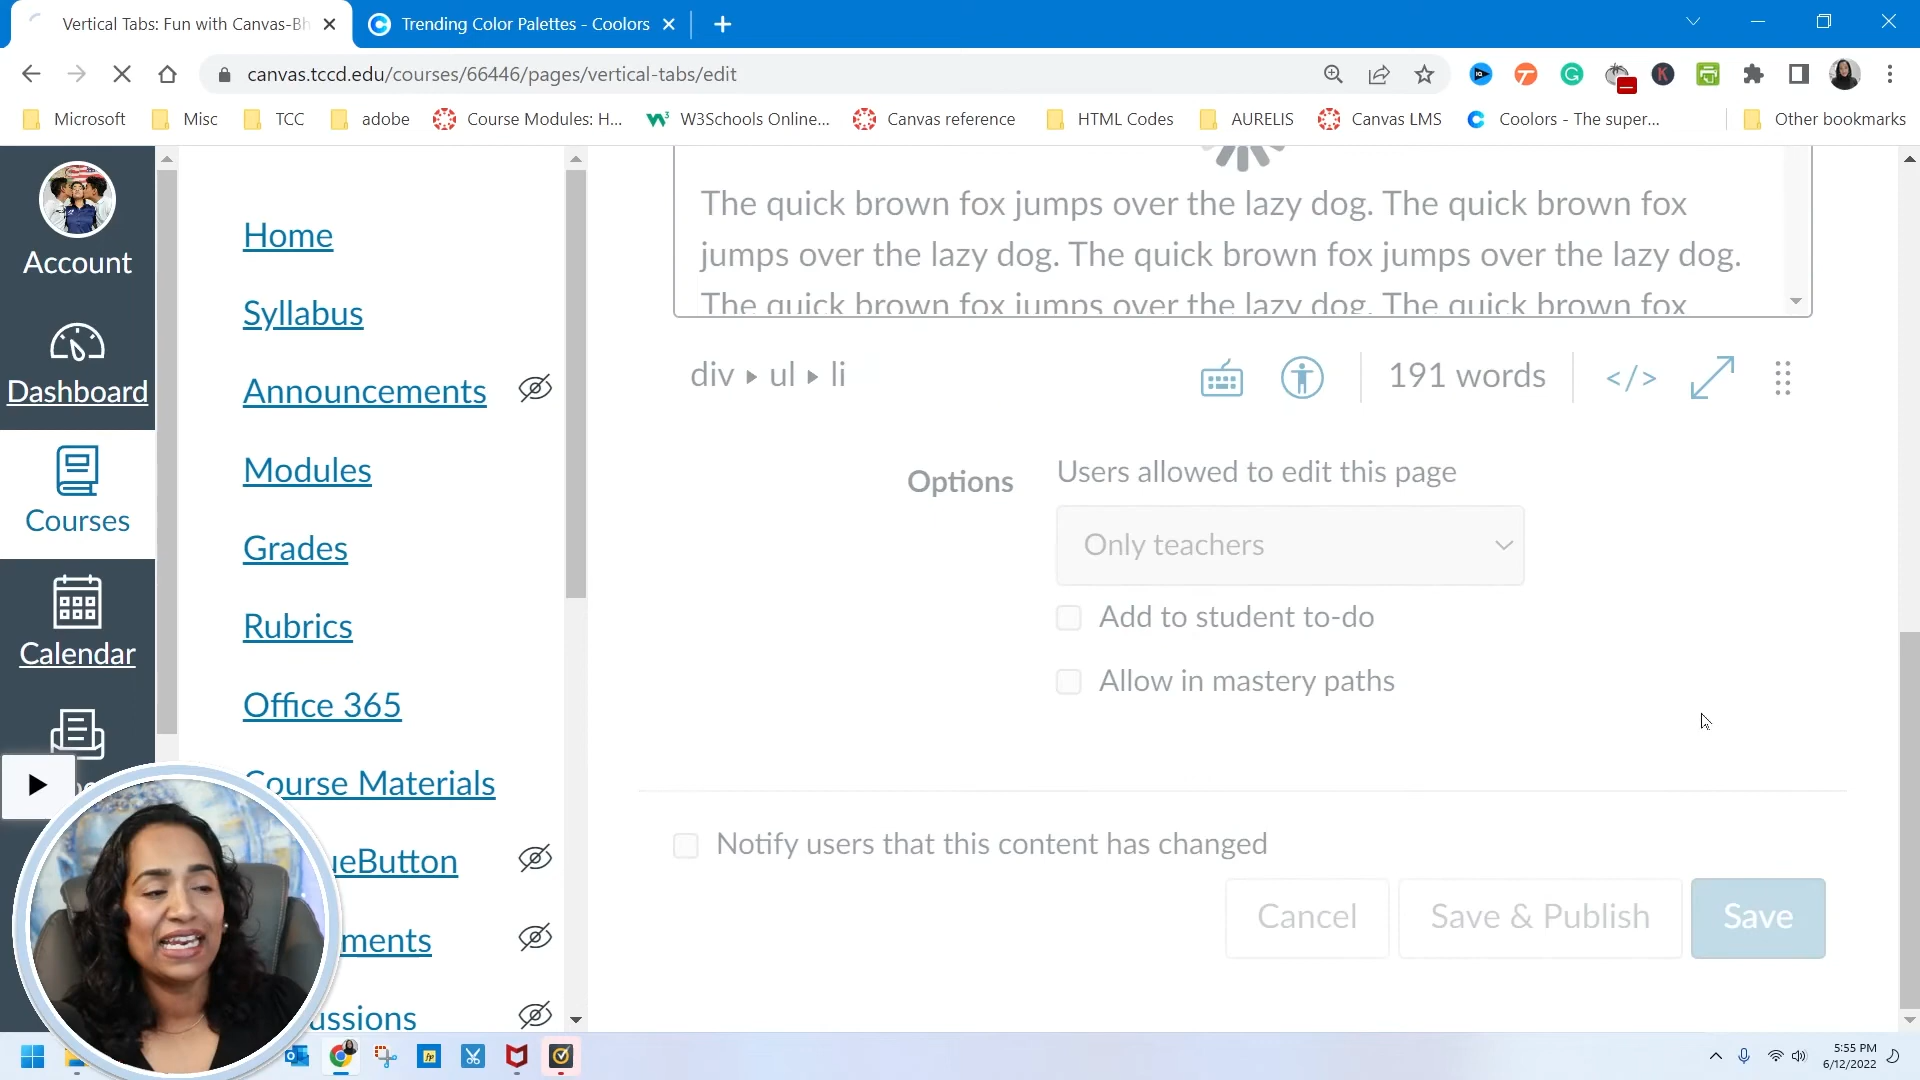 Vertical Tabs: Fun with Canvas-Bh
Trending Color Palettes - Coolors
canvas.tccd.edu/courses/66446/pages/vertical-tabs/edit
Microsoft
Misc
TCC
adobe
Course Modules: H...
W3Schools Online...
Canvas reference
HTML Codes
AURELIS
Canvas LMS
Coolors - The super...
Other bookmarks
Account
Dashboard
Courses
Calendar
Home
Syllabus
Announcements
Modules
Grades
Rubrics
Office 365
Course Materials
ueButton
ments
ussions
The quick brown fox jumps over the lazy dog. The quick brown fox
jumps over the lazy dog. The quick brown fox jumps over the lazy dog.
The quick brown fox jumps over the lazy dog. The quick brown fox
div ▸ ul ▸ li
191 words
</>
Options
Users allowed to edit this page
Only teachers
Add to student to-do
Allow in mastery paths
Notify users that this content has changed
Cancel
Save & Publish
Save
5:55 PM
6/12/2022